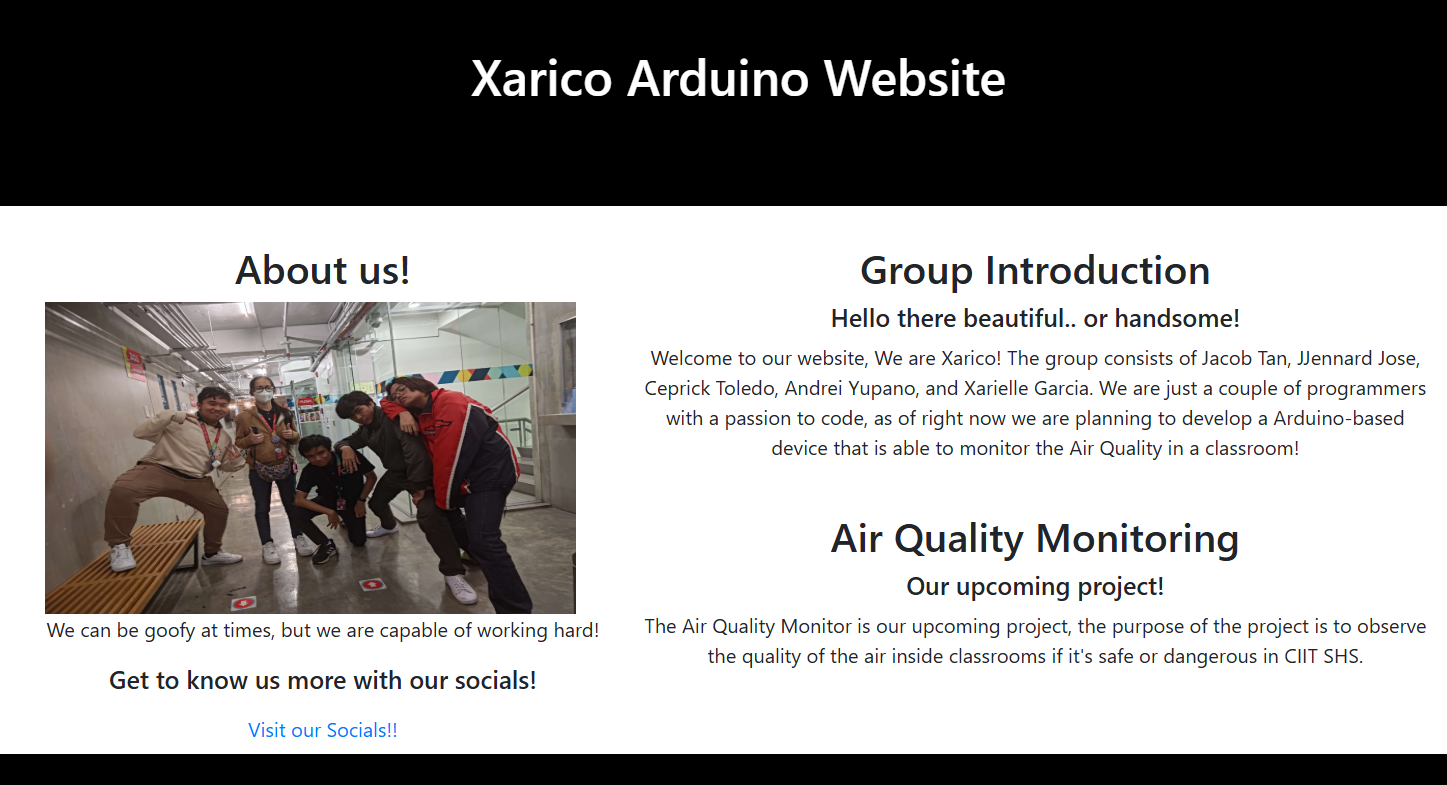 Xarico Arduino Website
About us!
We can be goofy at times, but we are capable of working hard!
Get to know us more with our socials!
Visit our Socials!!
Group Introduction
Hello there beautiful.. or handsome!
Welcome to our website, We are Xarico! The group consists of Jacob Tan, JJennard Jose,
Ceprick Toledo, Andrei Yupano, and Xarielle Garcia. We are just a couple of programmers
with a passion to code, as of right now we are planning to develop a Arduino-based
device that is able to monitor the Air Quality in a classroom!
Air Quality Monitoring
Our upcoming project!
The Air Quality Monitor is our upcoming project, the purpose of the project is to observe
the quality of the air inside classrooms if it's safe or dangerous in CIIT SHS.